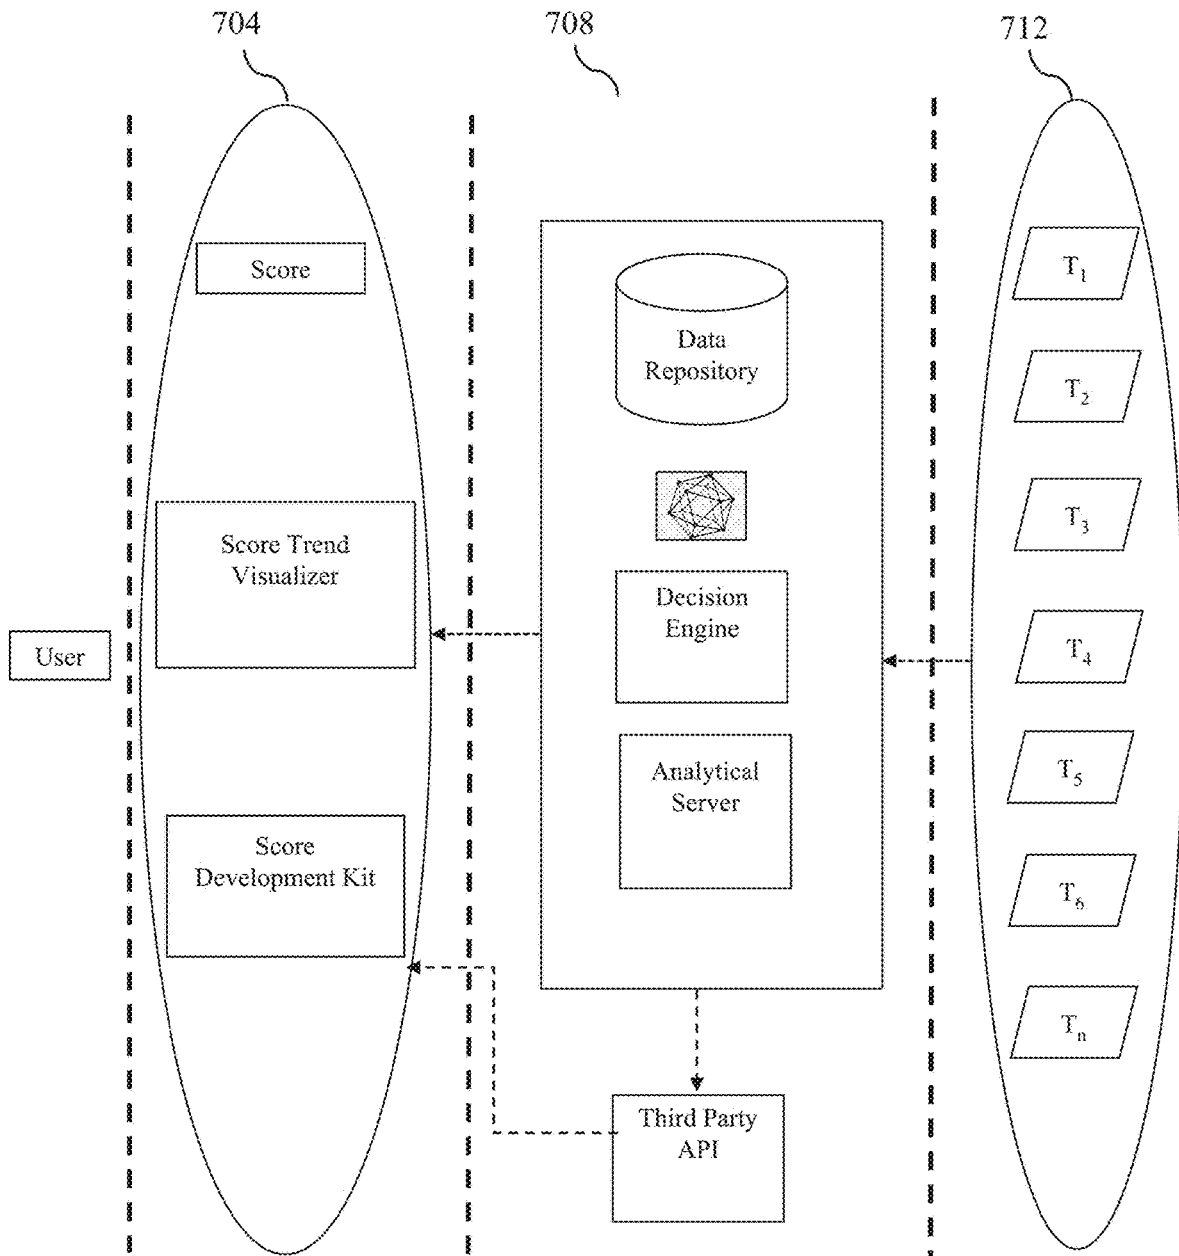 704
708
712
Score
Score Trend
Visualizer
User
Score
Development Kit
Data
Repository
Decision
Engine
Analytical
Server
Third Party
API
T1
T2
T3
T4
T5
T6
Tn